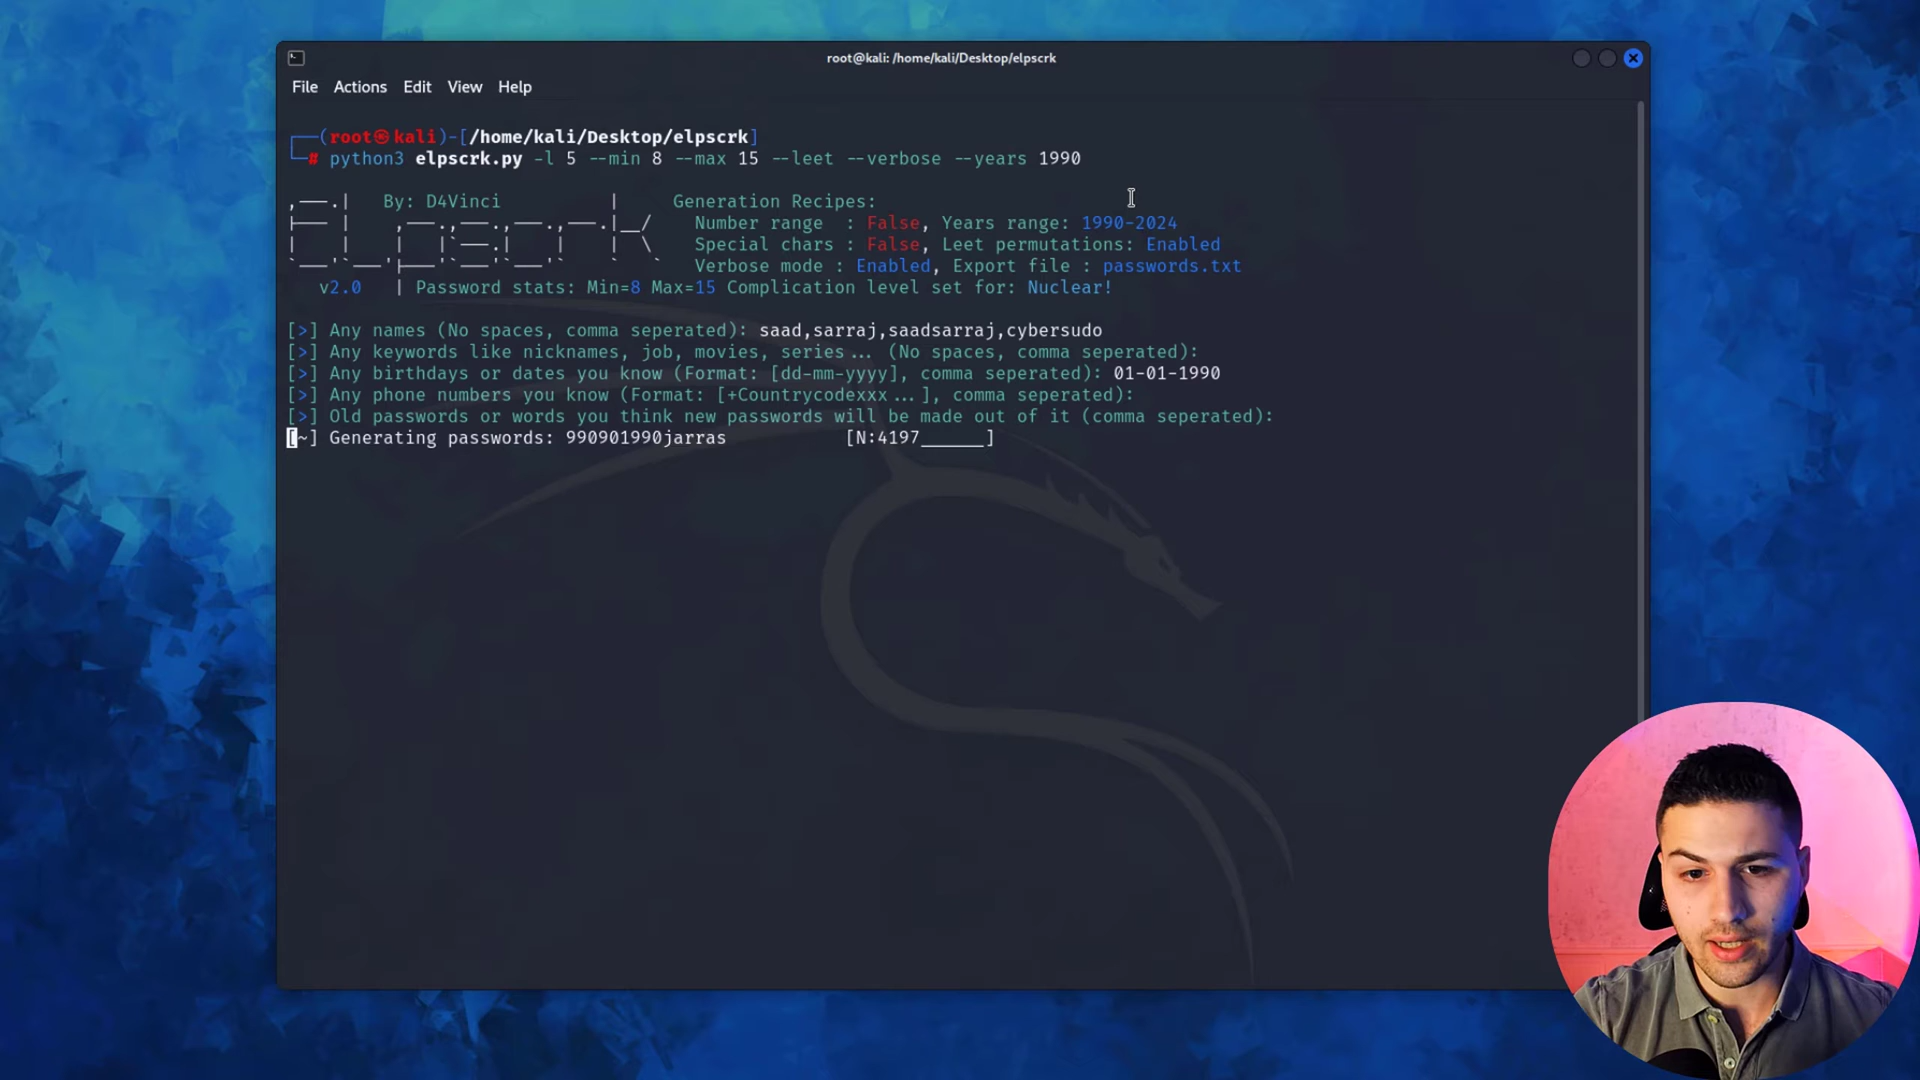 root@kali: /home/kali/Desktop/elpscrk
File Actions Edit View Help
(root㉿kali)-[/home/kali/Desktop/elpscrk]
# python3 elpscrk.py -l 5 --min 8 --max 15 --leet --verbose --years 1990
By: D4Vinci | Generation Recipes:
Number range : False, Years range: 1990-2024
Special chars : False, Leet permutations: Enabled
Verbose mode : Enabled, Export file : passwords.txt
v2.0 | Password stats: Min=8 Max=15 Complication level set for: Nuclear!
[>] Any names (No spaces, comma seperated): saad,sarraj,saadsarraj,cybersudo
[>] Any keywords like nicknames, job, movies, series... (No spaces, comma seperated):
[>] Any birthdays or dates you know (Format: [dd-mm-yyyy], comma seperated): 01-01-1990
[>] Any phone numbers you know (Format: [+Countrycodexxx...], comma seperated):
[>] Old passwords or words you think new passwords will be made out of it (comma seperated):
[~] Generating passwords: 990901990jarras [N:4197______]